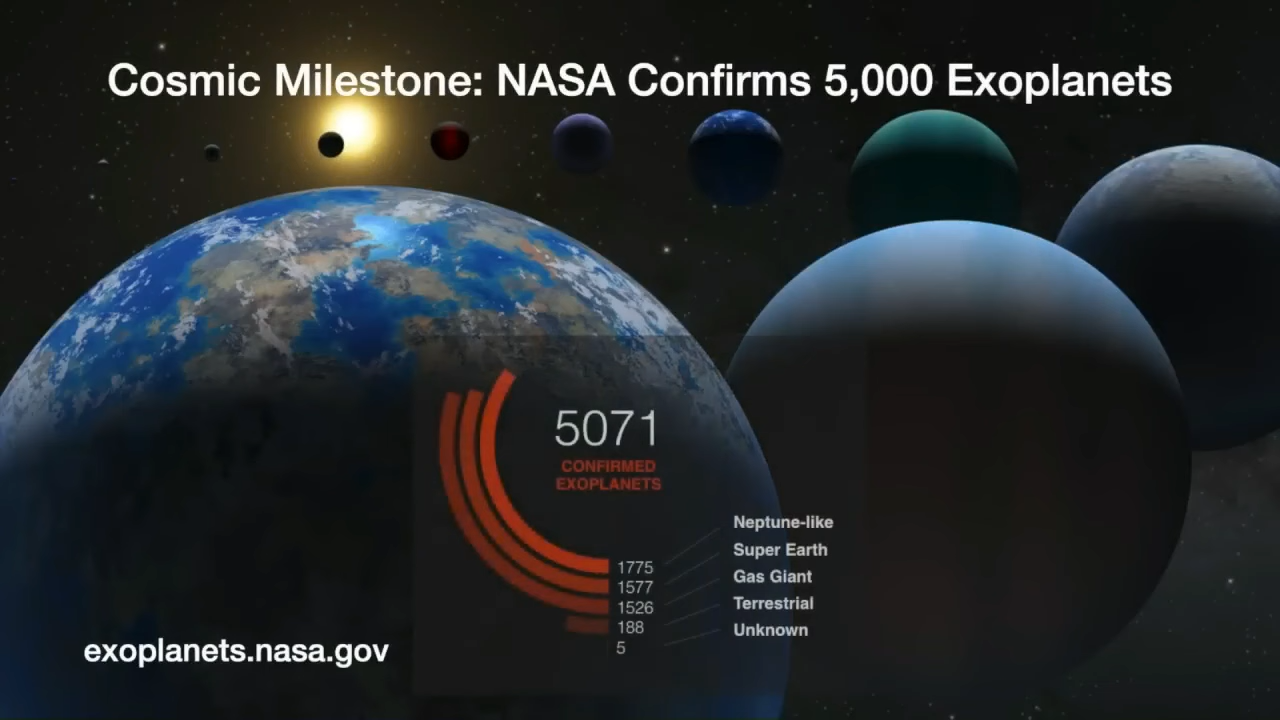 Cosmic Milestone: NASA Confirms 5,000 Exoplanets
5071
CONFIRMED
EXOPLANETS
1775 Neptune-like
1577 Super Earth
1526 Gas Giant
188 Terrestrial
5 Unknown
exoplanets.nasa.gov